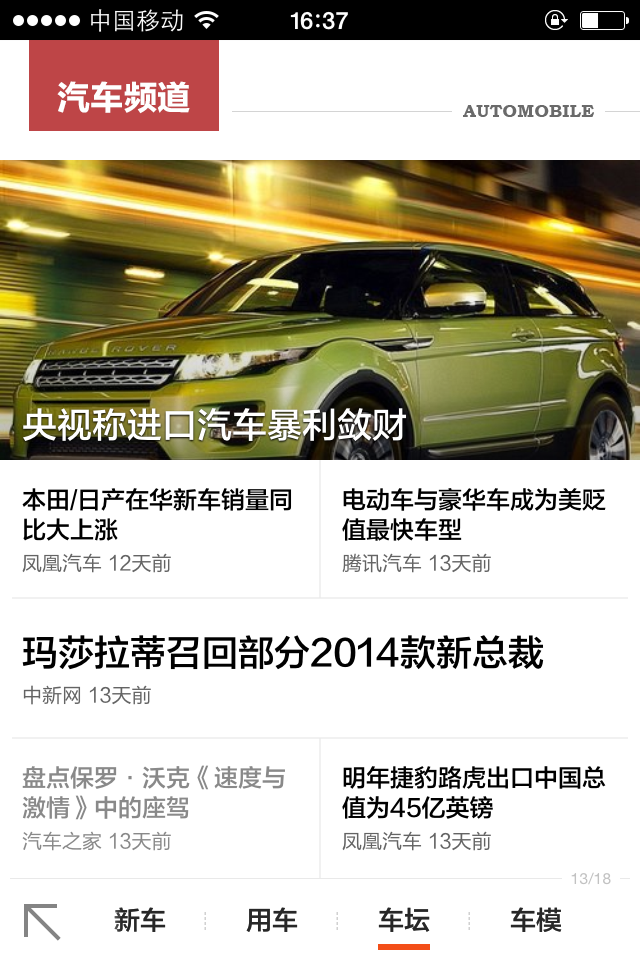 中国移动 16:37
汽车频道
AUTOMOBILE
RANGE ROVER
央视称进口汽车暴利敛财
本田/日产在华新车销量同
比大上涨
凤凰汽车 12天前
电动车与豪华车成为美贬
值最快车型
腾讯汽车 13天前
玛莎拉蒂召回部分2014款新总裁
中新网 13天前
盘点保罗·沃克《速度与
激情》中的座驾
汽车之家 13天前
明年捷豹路虎出口中国总
值为45亿英镑
凤凰汽车 13天前
13/18
新车 用车 车坛 车模